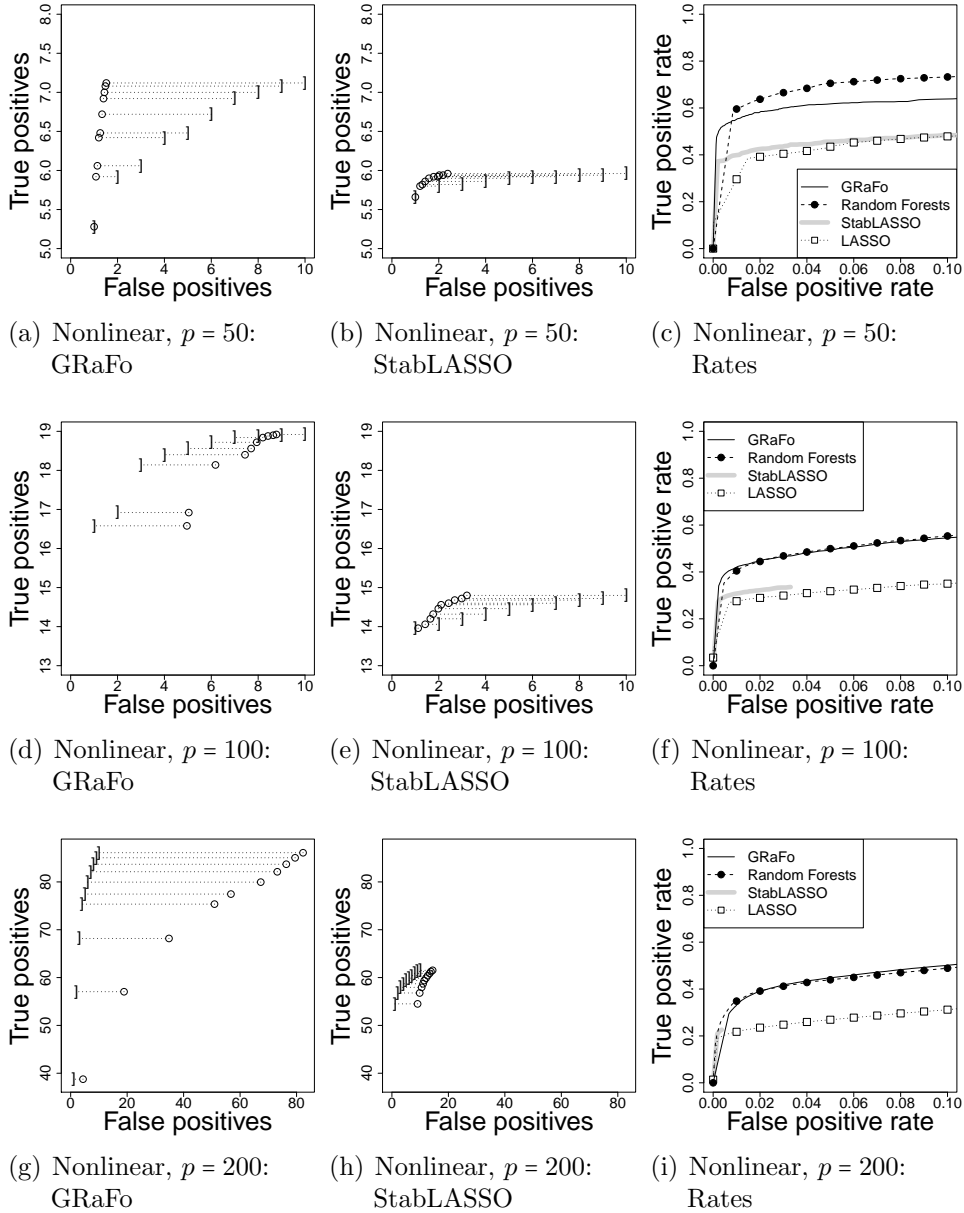 True positives
5.0 5.5 6.0 6.5 7.0 7.5 8.0
0 2 4 6 8 10
False positives
(a) Nonlinear, p = 50:
GRaFo
True positives
5.0 5.5 6.0 6.5 7.0 7.5 8.0
0 2 4 6 8 10
False positives
(b) Nonlinear, p = 50:
StabLASSO
True positive rate
0.0 0.2 0.4 0.6 0.8 1.0
GRaFo
Random Forests
StabLASSO
LASSO
0.00 0.02 0.04 0.06 0.08 0.10
False positive rate
(c) Nonlinear, p = 50:
Rates
True positives
13 14 15 16 17 18 19
0 2 4 6 8 10
False positives
(d) Nonlinear, p = 100:
GRaFo
True positives
13 14 15 16 17 18 19
0 2 4 6 8 10
False positives
(e) Nonlinear, p = 100:
StabLASSO
True positive rate
0.0 0.2 0.4 0.6 0.8 1.0
GRaFo
Random Forests
StabLASSO
LASSO
0.00 0.02 0.04 0.06 0.08 0.10
False positive rate
(f) Nonlinear, p = 100:
Rates
True positives
40 50 60 70 80
0 20 40 60 80
False positives
(g) Nonlinear, p = 200:
GRaFo
True positives
40 50 60 70 80
0 20 40 60 80
False positives
(h) Nonlinear, p = 200:
StabLASSO
True positive rate
0.0 0.2 0.4 0.6 0.8 1.0
GRaFo
Random Forests
StabLASSO
LASSO
0.00 0.02 0.04 0.06 0.08 0.10
False positive rate
(i) Nonlinear, p = 200:
Rates